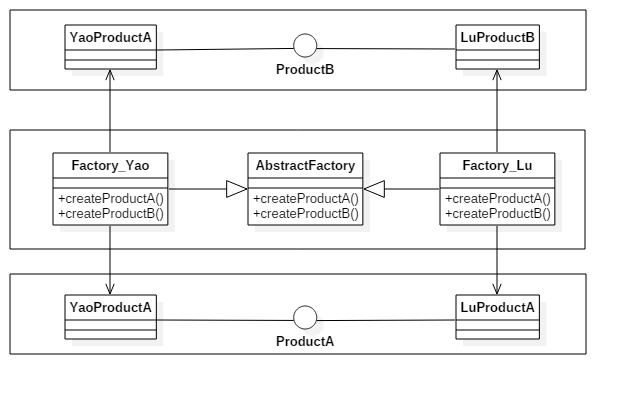 YaoProductA
LuProductB
ProductB
Factory_Yao
+createProductA()
+createProductB()
AbstractFactory
+createProductA()
+createProductB()
Factory_Lu
+createProductA()
+createProductB()
YaoProductA
LuProductA
ProductA